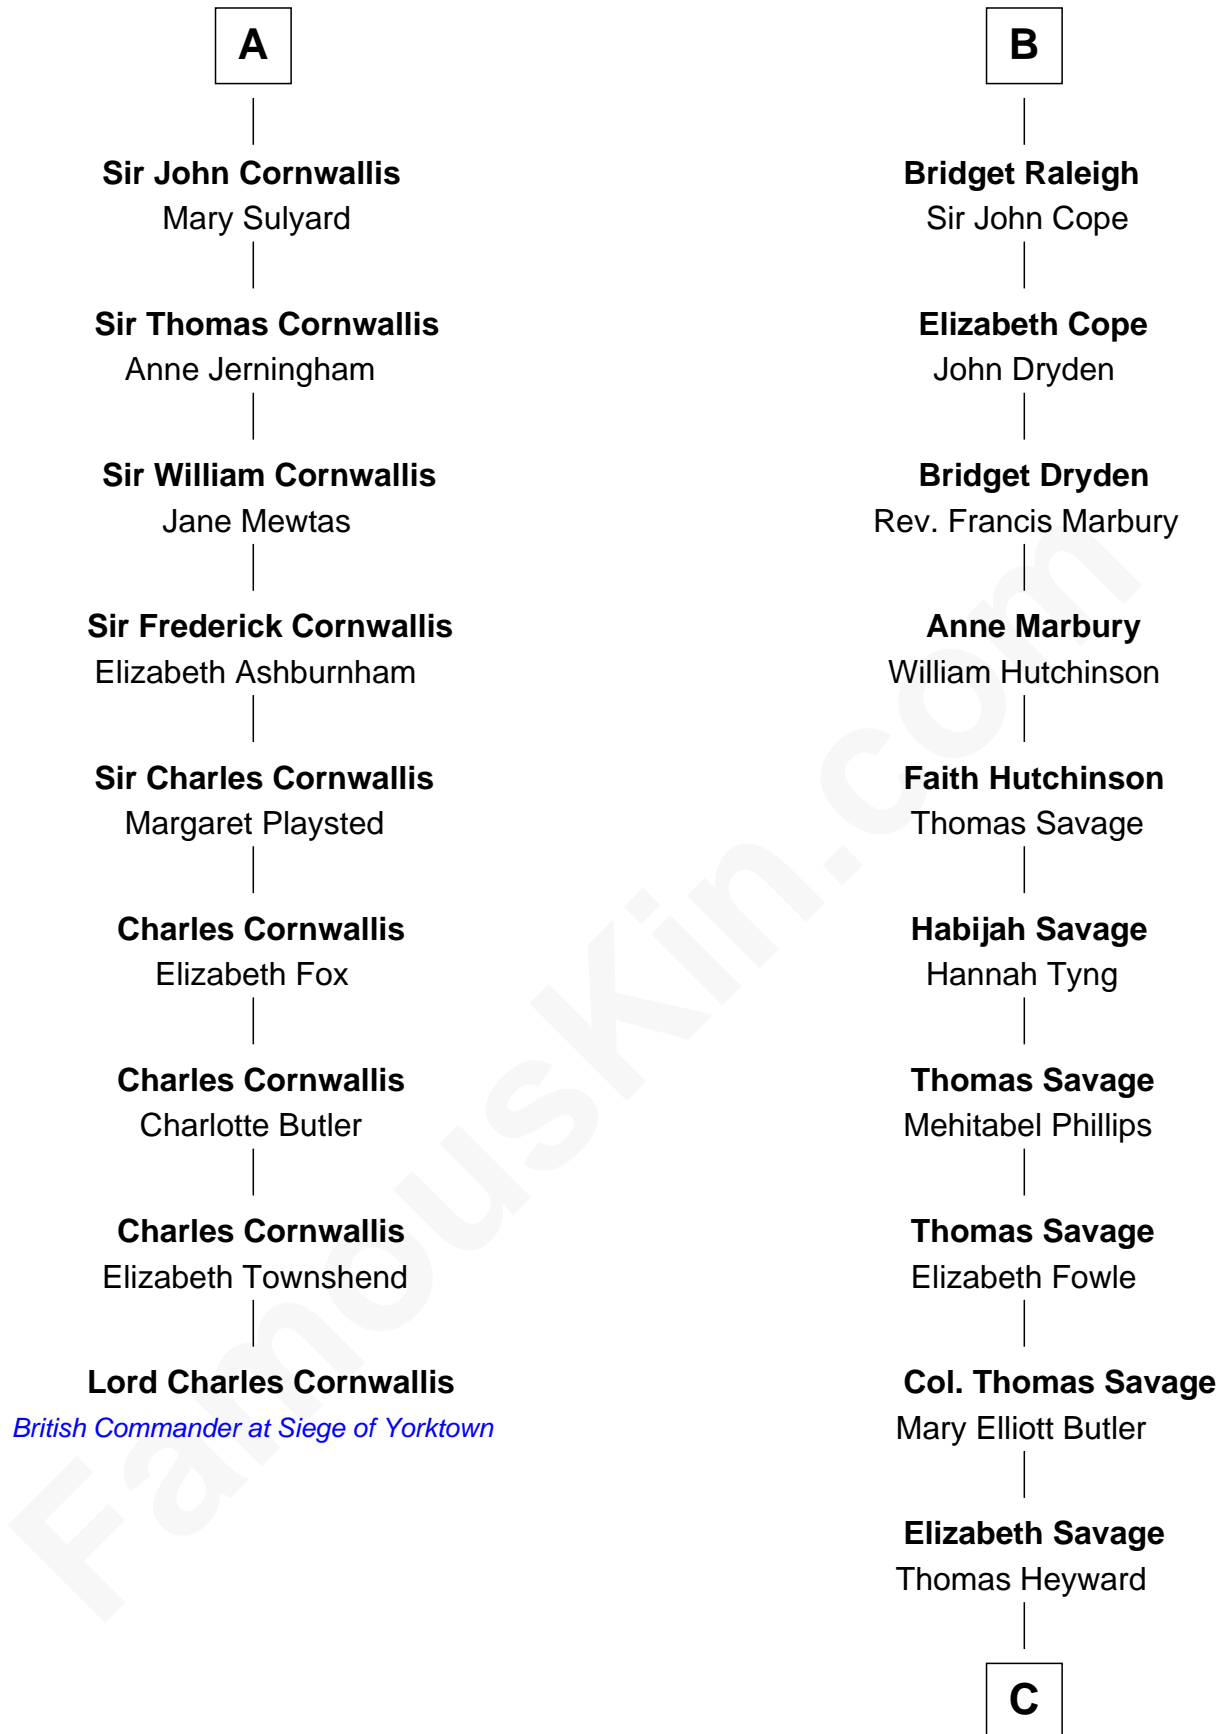 A
Sir John Cornwallis
Mary Sulyard
Sir Thomas Cornwallis
Anne Jerningham
Sir William Cornwallis
Jane Mewtas
Sir Frederick Cornwallis
Elizabeth Ashburnham
Sir Charles Cornwallis
Margaret Playsted
Charles Cornwallis
Elizabeth Fox
Charles Cornwallis
Charlotte Butler
Charles Cornwallis
Elizabeth Townshend
Lord Charles Cornwallis
British Commander at Siege of Yorktown
B
Bridget Raleigh
Sir John Cope
Elizabeth Cope
John Dryden
Bridget Dryden
Rev. Francis Marbury
Anne Marbury
William Hutchinson
Faith Hutchinson
Thomas Savage
Habijah Savage
Hannah Tyng
Thomas Savage
Mehitabel Phillips
Thomas Savage
Elizabeth Fowle
Col. Thomas Savage
Mary Elliott Butler
Elizabeth Savage
Thomas Heyward
C
FamousKin.com